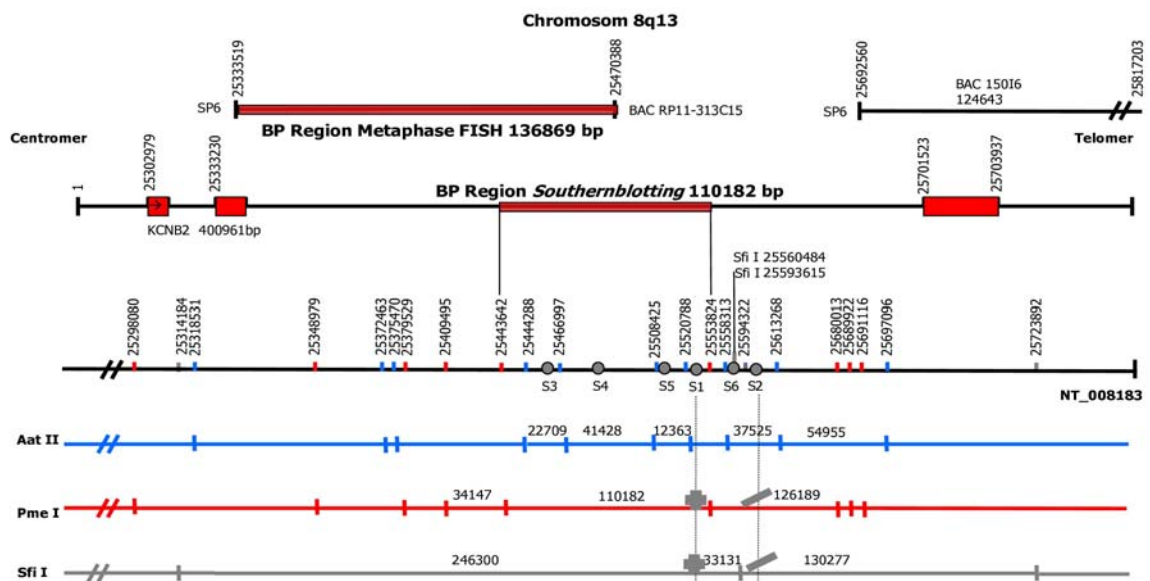 Chromosom 8q13
25333519
25470388
25692560
25817203
SP6
BAC RP11-313C15
SP6
BAC 150I6
124643
BP Region Metaphase FISH 136869 bp
Centromer
Telomer
1
25302979
25333230
25701523
25703937
BP Region Southernblotting 110182 bp
KCNB2 400961bp
Sfi I 25560484
Sfi I 25593615
25298080
25314184
25318531
25348979
25372463
25375470
25379529
25409495
25443642
25444288
25466997
25508425
25520788
25553824
25558313
25594322
25613268
25680013
25689922
25691116
25697096
25723892
S3
S4
S5
S1
S6
S2
NT_008183
Aat II
22709
41428
12363
37525
54955
Pme I
34147
110182
126189
Sfi I
246300
33131
130277